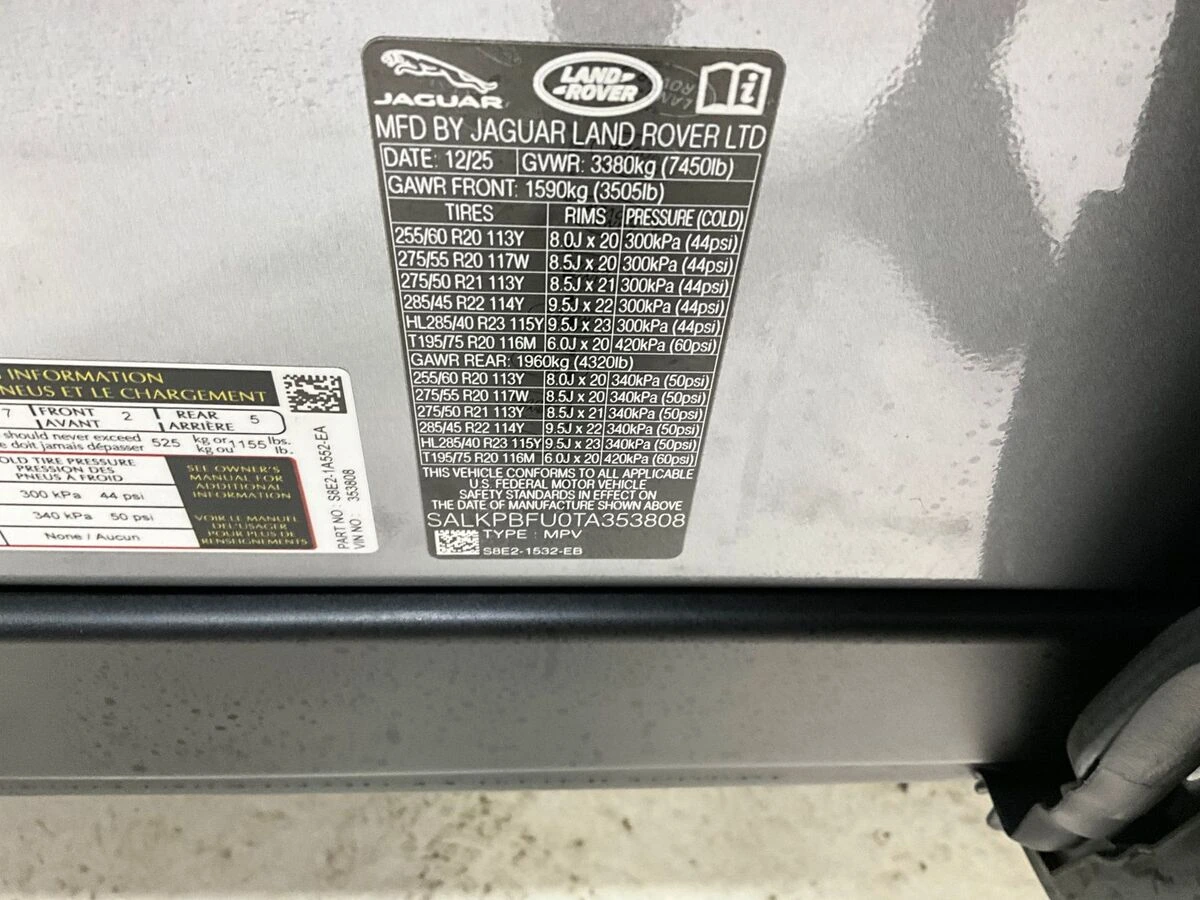 JAGUAR
LAND ROVER
MFD BY JAGUAR LAND ROVER LTD
DATE: 12/25 GVWR: 3380kg (7450lb)
GAWR FRONT: 1590kg (3505lb)
TIRES RIMS PRESSURE (COLD)
255/60 R20 113Y 8.0J x 20 300kPa (44psi)
275/55 R20 117W 8.5J x 20 300kPa (44psi)
275/50 R21 113Y 8.5J x 21 300kPa (44psi)
285/45 R22 114Y 9.5J x 22 300kPa (44psi)
HL285/40 R23 115Y 9.5J x 23 300kPa (44psi)
T195/75 R20 116M 6.0J x 20 420kPa (60psi)
GAWR REAR: 1960kg (4320lb)
255/60 R20 113Y 8.0J x 20 340kPa (50psi)
275/55 R20 117W 8.5J x 20 340kPa (50psi)
275/50 R21 113Y 8.5J x 21 340kPa (50psi)
285/45 R22 114Y 9.5J x 22 340kPa (50psi)
HL285/40 R23 115Y 9.5J x 23 340kPa (50psi)
T195/75 R20 116M 6.0J x 20 420kPa (60psi)
THIS VEHICLE CONFORMS TO ALL APPLICABLE
U.S. FEDERAL MOTOR VEHICLE
SAFETY STANDARDS IN EFFECT ON
THE DATE OF MANUFACTURE SHOWN ABOVE
SALKPBFU0TA353808
TYPE : MPV
S8E2-1532-EB
INFORMATION
NEUS ET LE CHARGEMENT
7 FRONT 2 REAR 5
AVANT ARRIÈRE
should never exceed 525 kg or 1155 lbs.
doit jamais dépasser kg ou lb.
OLD TIRE PRESSURE
PRESSION DES
PNEUS À FROID
300 kPa 44 psi
340 kPa 50 psi
None / Aucun
SEE OWNER'S
MANUAL FOR
ADDITIONAL
INFORMATION
VOIR LE MANUEL
DE L'USAGER
POUR PLUS DE
RENSEIGNEMENTS
PART NO : S8E2-1A552-EA
VIN NO : 353808